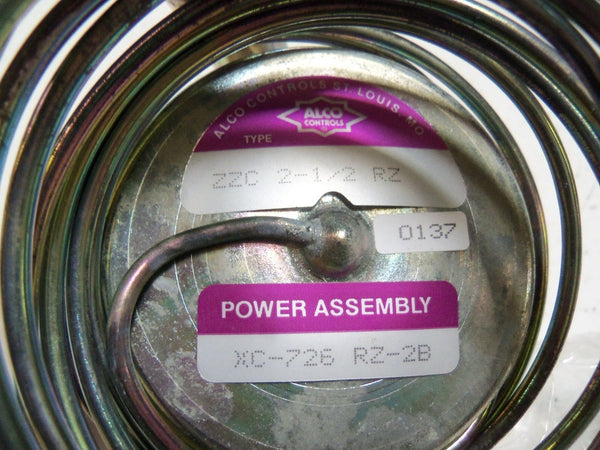 ALCO CONTROLS ST LOUIS, MO
ALCO
CONTROLS
TYPE
ZZC 2-1/2 RZ
0137
POWER ASSEMBLY
XC-726 RZ-2B